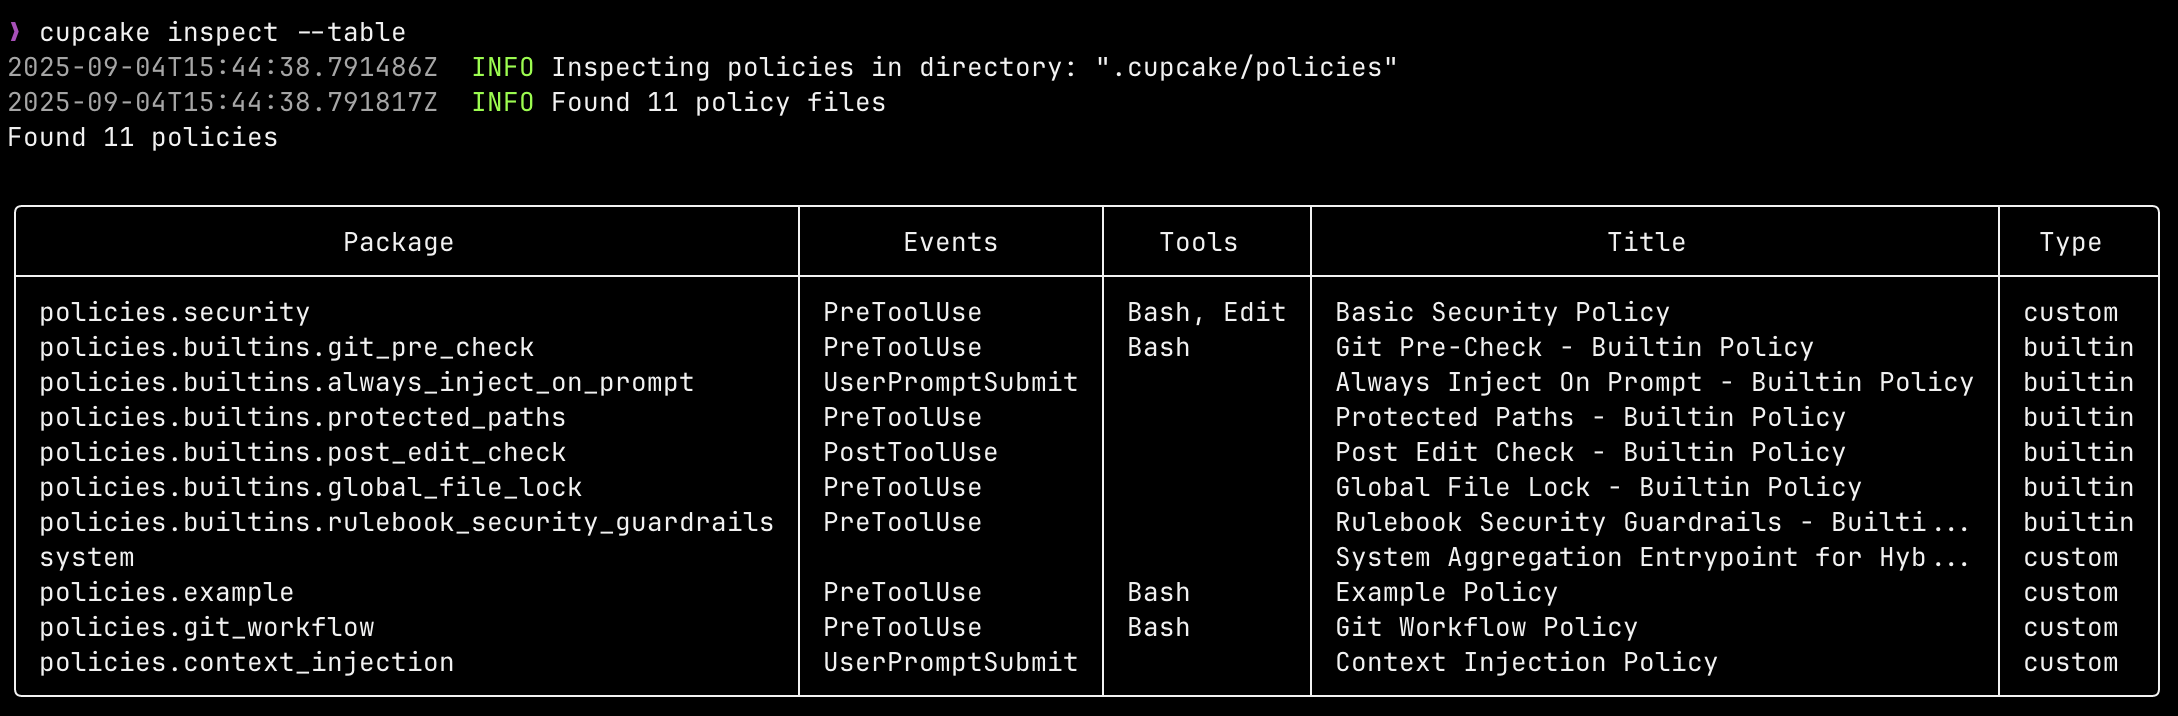 ❯ cupcake inspect --table
2025-09-04T15:44:38.791486Z  INFO Inspecting policies in directory: ".cupcake/policies"
2025-09-04T15:44:38.791817Z  INFO Found 11 policy files
Found 11 policies
Package Events Tools Title Type
policies.security PreToolUse Bash, Edit Basic Security Policy custom
policies.builtins.git_pre_check PreToolUse Bash Git Pre-Check - Builtin Policy builtin
policies.builtins.always_inject_on_prompt UserPromptSubmit Always Inject On Prompt - Builtin Policy builtin
policies.builtins.protected_paths PreToolUse Protected Paths - Builtin Policy builtin
policies.builtins.post_edit_check PostToolUse Post Edit Check - Builtin Policy builtin
policies.builtins.global_file_lock PreToolUse Global File Lock - Builtin Policy builtin
policies.builtins.rulebook_security_guardrails PreToolUse Rulebook Security Guardrails - Builti... builtin
system System Aggregation Entrypoint for Hyb... custom
policies.example PreToolUse Bash Example Policy custom
policies.git_workflow PreToolUse Bash Git Workflow Policy custom
policies.context_injection UserPromptSubmit Context Injection Policy custom